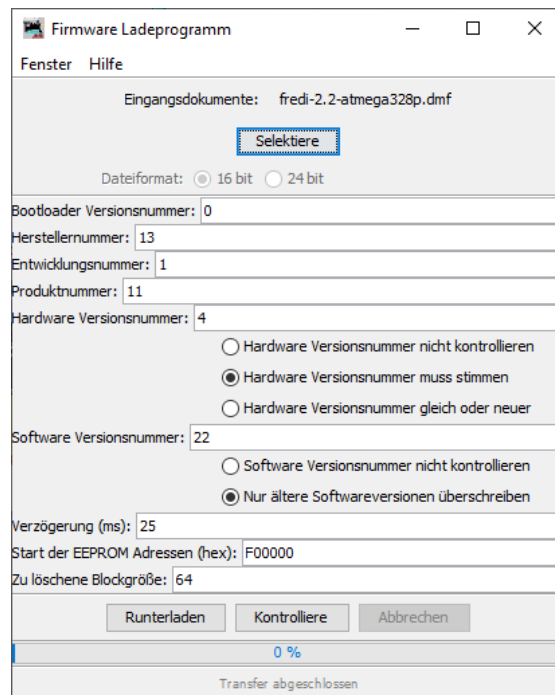 Firmware Ladeprogramm
Fenster Hilfe
Eingangsdokumente: fredi-2.2-atmega328p.dmf
Selektiere
Dateiformat: 16 bit 24 bit
Bootloader Versionsnummer: 0
Herstellernummer: 13
Entwicklungsnummer: 1
Produktnummer: 11
Hardware Versionsnummer: 4
Hardware Versionsnummer nicht kontrollieren
Hardware Versionsnummer muss stimmen
Hardware Versionsnummer gleich oder neuer
Software Versionsnummer: 22
Software Versionsnummer nicht kontrollieren
Nur ältere Softwareversionen überschreiben
Verzögerung (ms): 25
Start der EEPROM Adressen (hex): F00000
Zu löschene Blockgröße: 64
Runterladen Kontrolliere Abbrechen
0 %
Transfer abgeschlossen